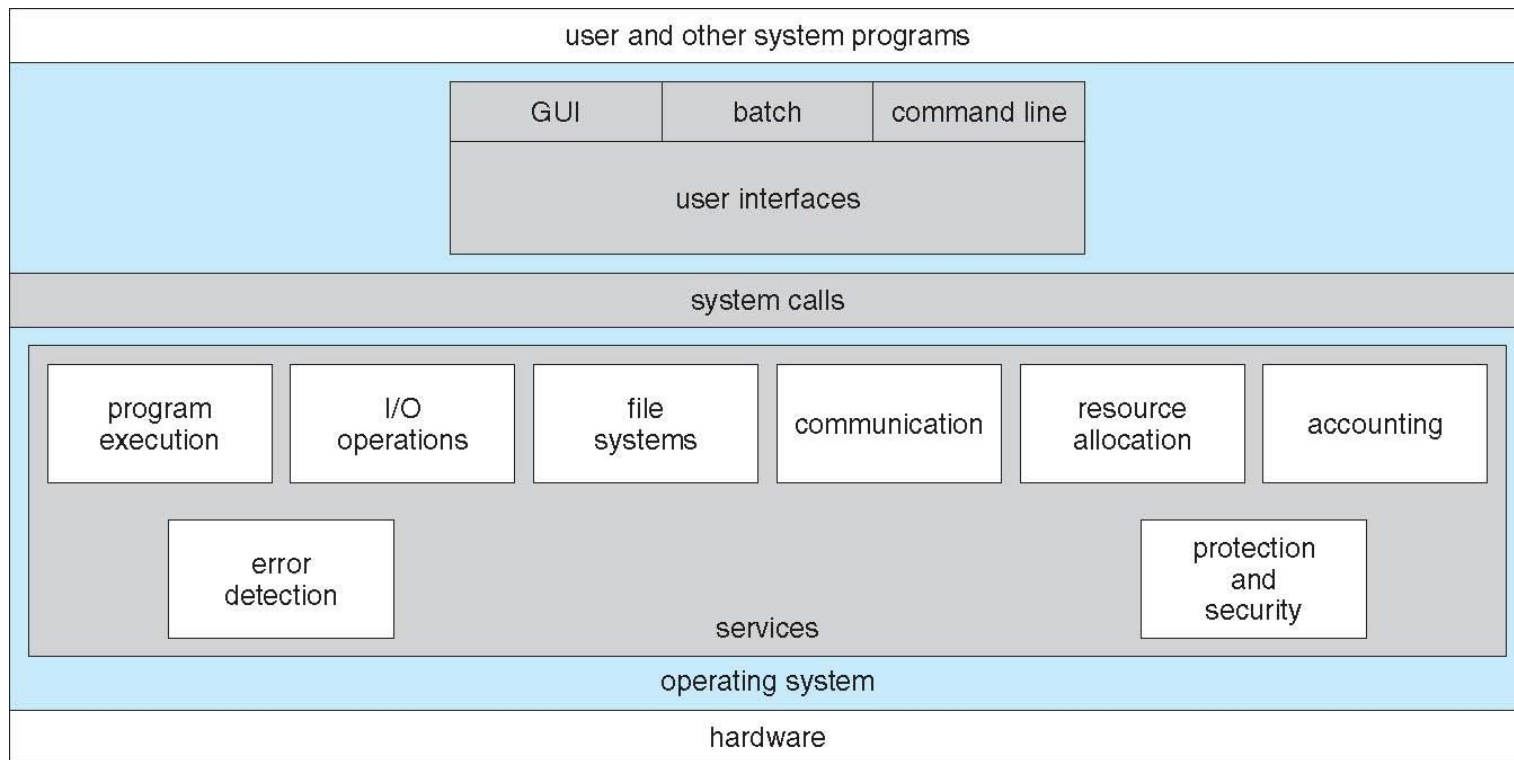 user and other system programs
GUI
batch
command line
user interfaces
system calls
program
execution
I/O
operations
file
systems
communication
resource
allocation
accounting
error
detection
protection
and
security
services
operating system
hardware